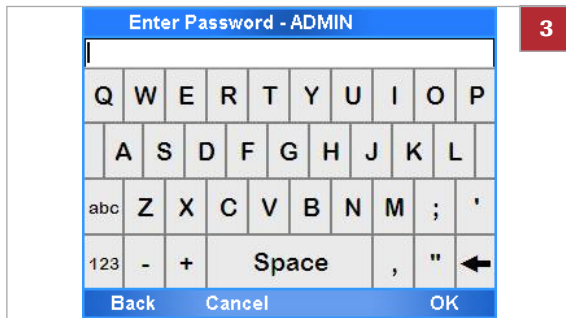 Enter Password - ADMIN
3
Q W E R T Y U I O P
A S D F G H J K L
abc Z X C V B N M ; '
123 - + Space , "
Back Cancel OK